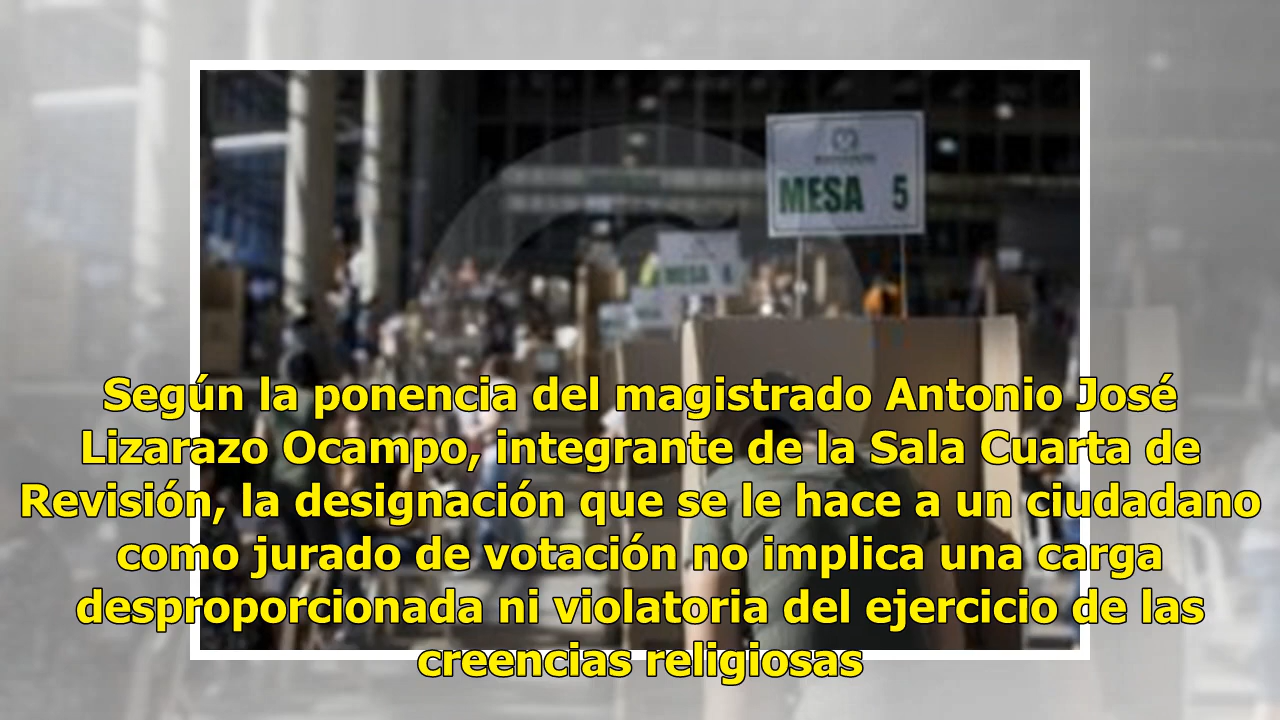 MESA 5
MESA
Según la ponencia del magistrado Antonio José
Lizarazo Ocampo, integrante de la Sala Cuarta de
Revisión, la designación que se le hace a un ciudadano
como jurado de votación no implica una carga
desproporcionada ni violatoria del ejercicio de las
creencias religiosas